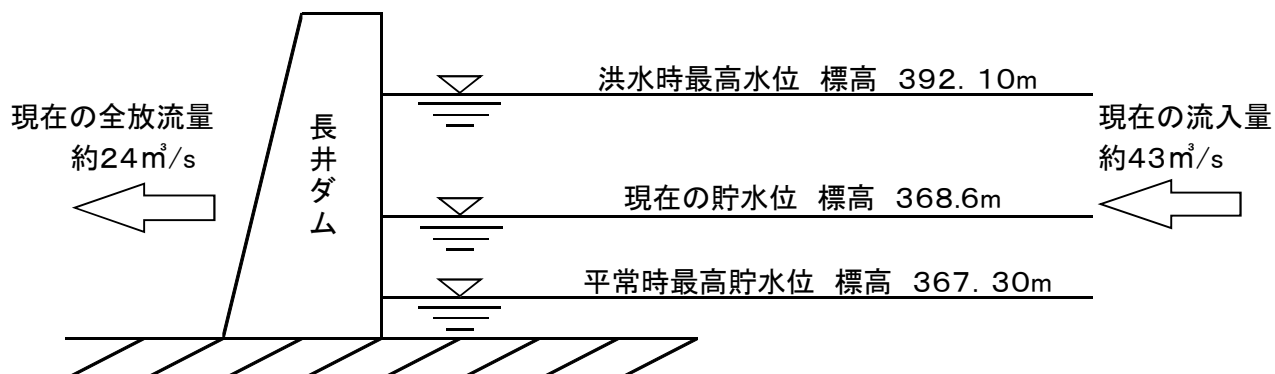 洪水時最高水位 標高 392.10m
現在の全放流量
約24㎥/s
長井ダム
現在の流入量
約43㎥/s
現在の貯水位 標高 368.6m
平常時最高貯水位 標高 367.30m